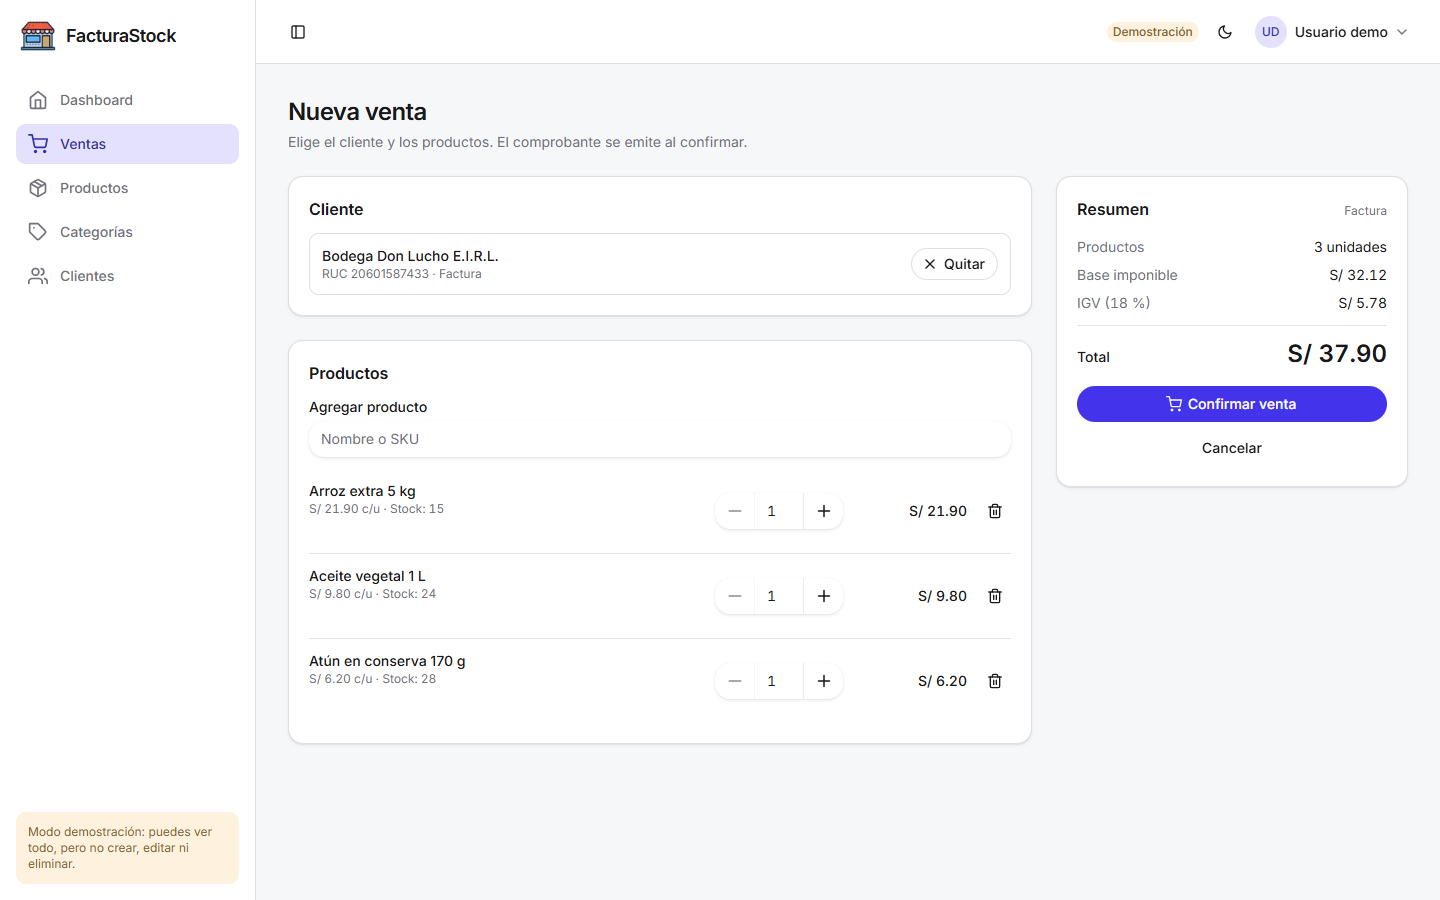 FacturaStock
Dashboard
Ventas
Productos
Categorías
Clientes
Modo demostración: puedes ver
todo, pero no crear, editar ni
eliminar.
Demostración
UD
Usuario demo
Nueva venta
Elige el cliente y los productos. El comprobante se emite al confirmar.
Cliente
Bodega Don Lucho E.I.R.L.
RUC 20601587433 · Factura
Quitar
Productos
Agregar producto
Nombre o SKU
Arroz extra 5 kg
S/ 21.90 c/u · Stock: 15
1
S/ 21.90
Aceite vegetal 1 L
S/ 9.80 c/u · Stock: 24
1
S/ 9.80
Atún en conserva 170 g
S/ 6.20 c/u · Stock: 28
1
S/ 6.20
Resumen
Factura
Productos
3 unidades
Base imponible
S/ 32.12
IGV (18 %)
S/ 5.78
Total
S/ 37.90
Confirmar venta
Cancelar